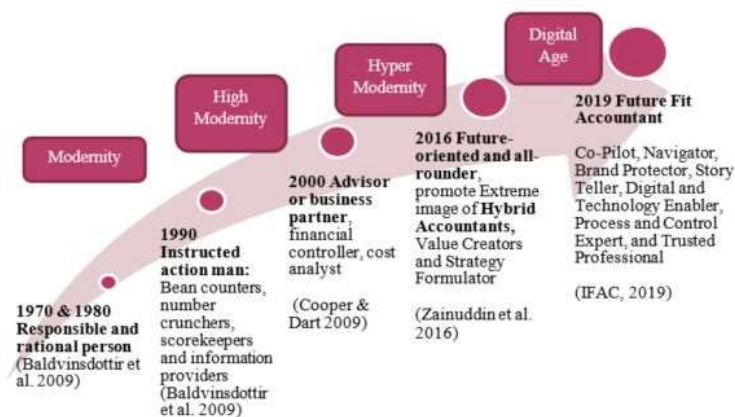 Modernity
High
Modernity
Hyper
Modernity
Digital
Age
1970 & 1980
Responsible and
rational person
(Baldvinsdottir et
al. 2009)
1990
Instructed
action man:
Bean counters,
number
crunchers,
scorekeepers
and information
providers
(Baldvinsdottir
et al. 2009)
2000 Advisor
or business
partner,
financial
controller, cost
analyst
(Cooper &
Dart 2009)
2016 Future-
oriented and all-
rounder,
promote Extreme
image of Hybrid
Accountants,
Value Creators
and Strategy
Formulator
(Zainuddin et al.
2016)
2019 Future Fit
Accountant
Co-Pilot, Navigator,
Brand Protector, Story
Teller, Digital and
Technology Enabler,
Process and Control
Expert, and Trusted
Professional
(IFAC, 2019)